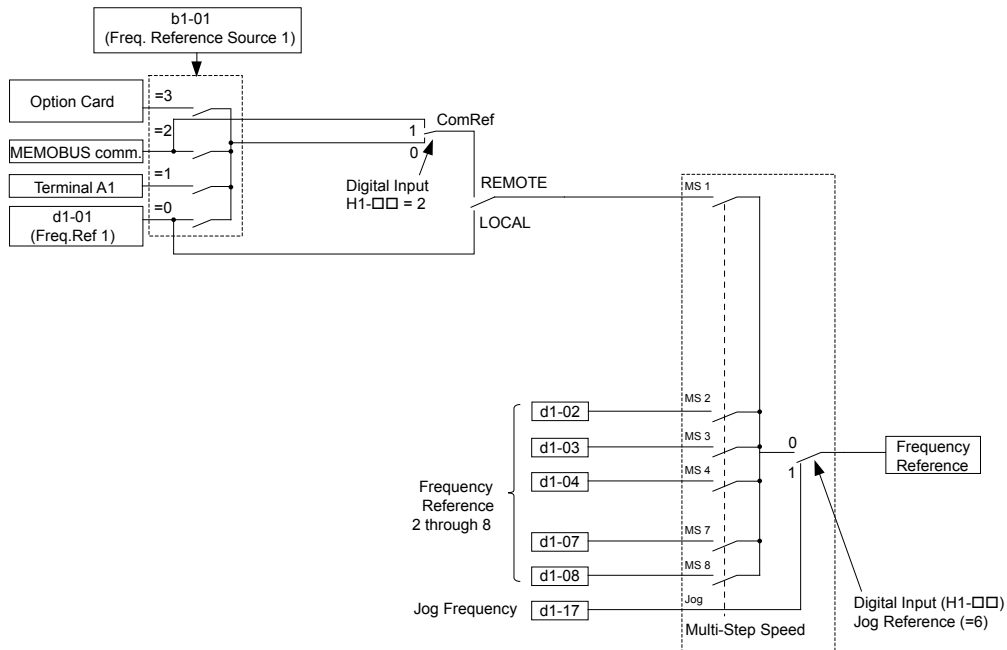 b1-01
(Freq. Reference Source 1)
Option Card
=3
=2
MEMOBUS comm.
=1
Terminal A1
=0
d1-01
(Freq.Ref 1)
ComRef
1
0
Digital Input
H1-□□ = 2
REMOTE
LOCAL
MS 1
MS 2
d1-02
MS 3
d1-03
MS 4
d1-04
Frequency
Reference
2 through 8
MS 7
d1-07
MS 8
d1-08
Jog
Jog Frequency
d1-17
Multi-Step Speed
0
1
Frequency
Reference
Digital Input (H1-□□)
Jog Reference (=6)